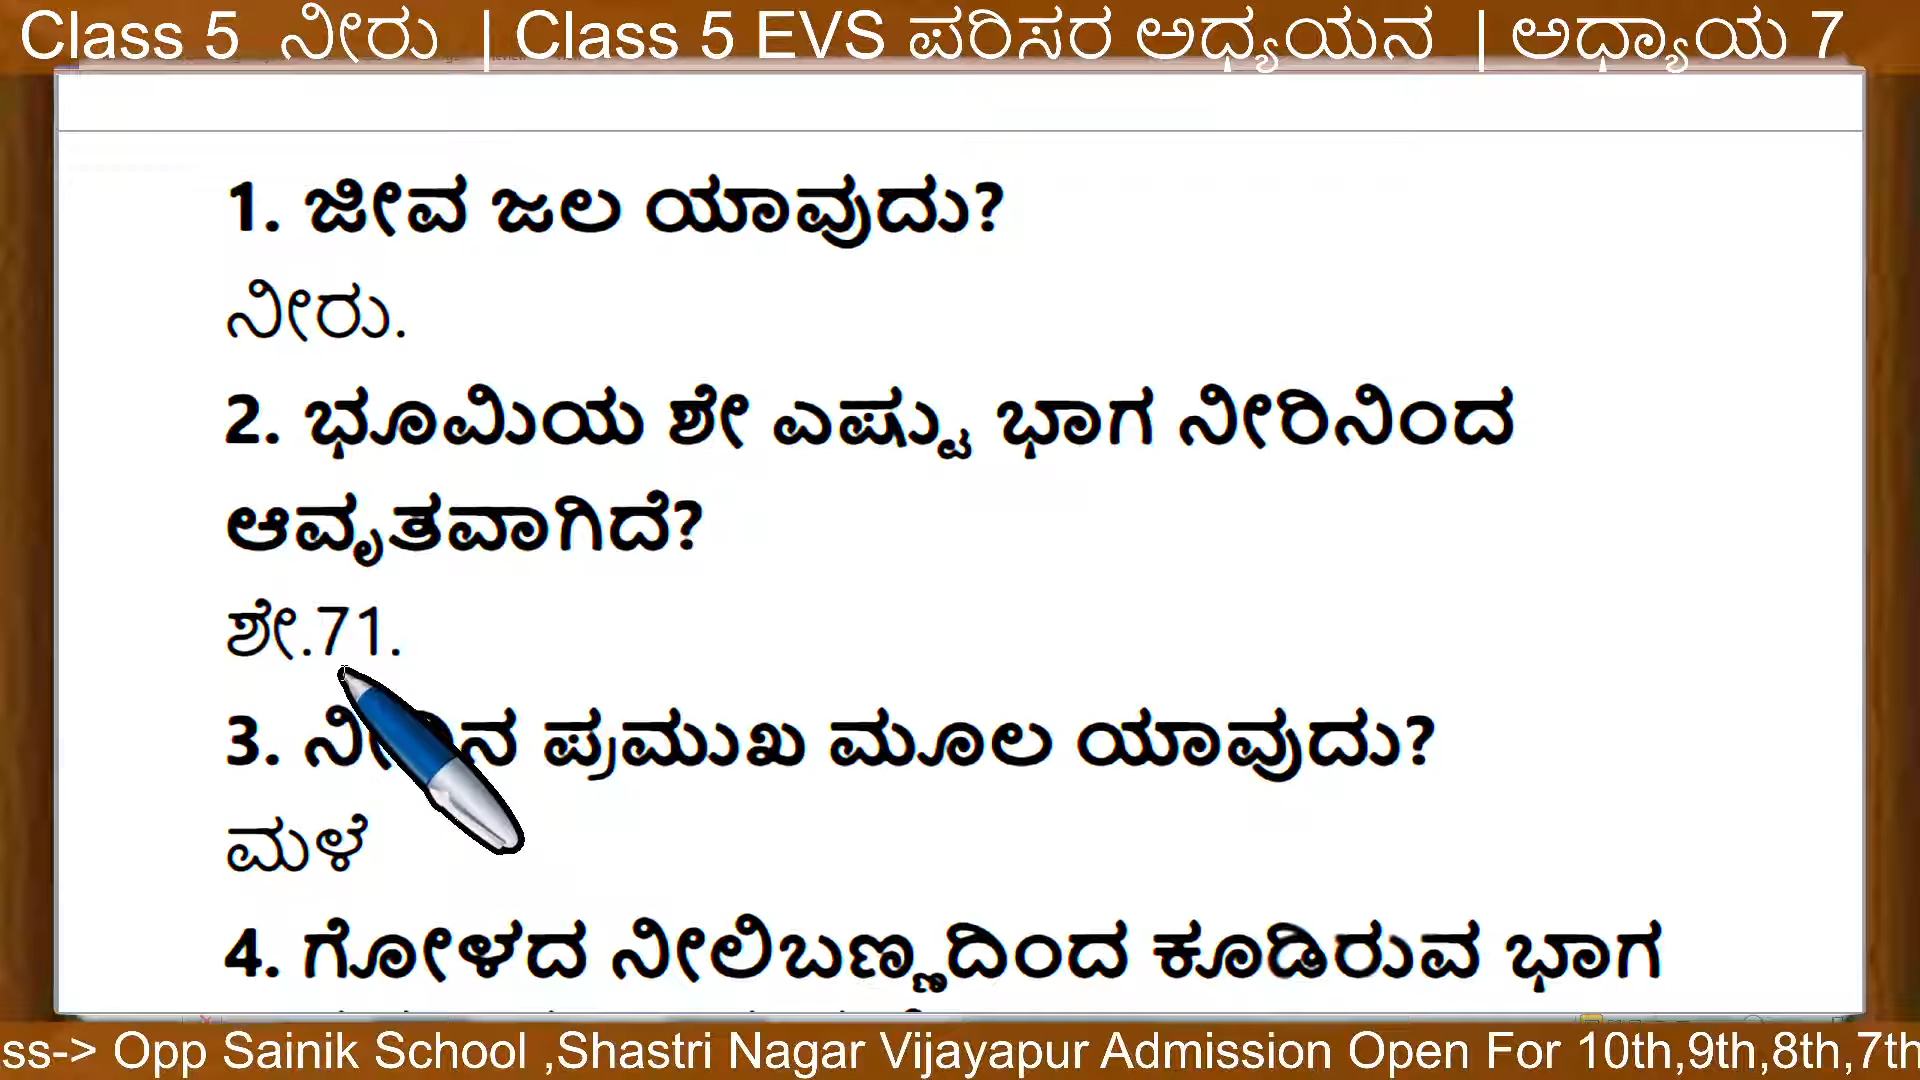 Class 5 ನೀರು | Class 5 EVS ಪರಿಸರ ಅಧ್ಯಯನ | ಅಧ್ಯಾಯ 7
1. ಜೀವ ಜಲ ಯಾವುದು?
ನೀರು.
2. ಭೂಮಿಯ ಶೇ ಎಷ್ಟು ಭಾಗ ನೀರಿನಿಂದ
ಆವೃತವಾಗಿದೆ?
ಶೇ.71.
3. ಪ್ರಮುಖ ಮೂಲ ಯಾವುದು?
ಮಳೆ
4. ಗೋಳದ ನೀಲಿಬಣ್ಣದಿಂದ ಕೂಡಿರುವ ಭಾಗ
ss-> Opp Sainik School ,Shastri Nagar Vijayapur Admission Open For 10th,9th,8th,7th